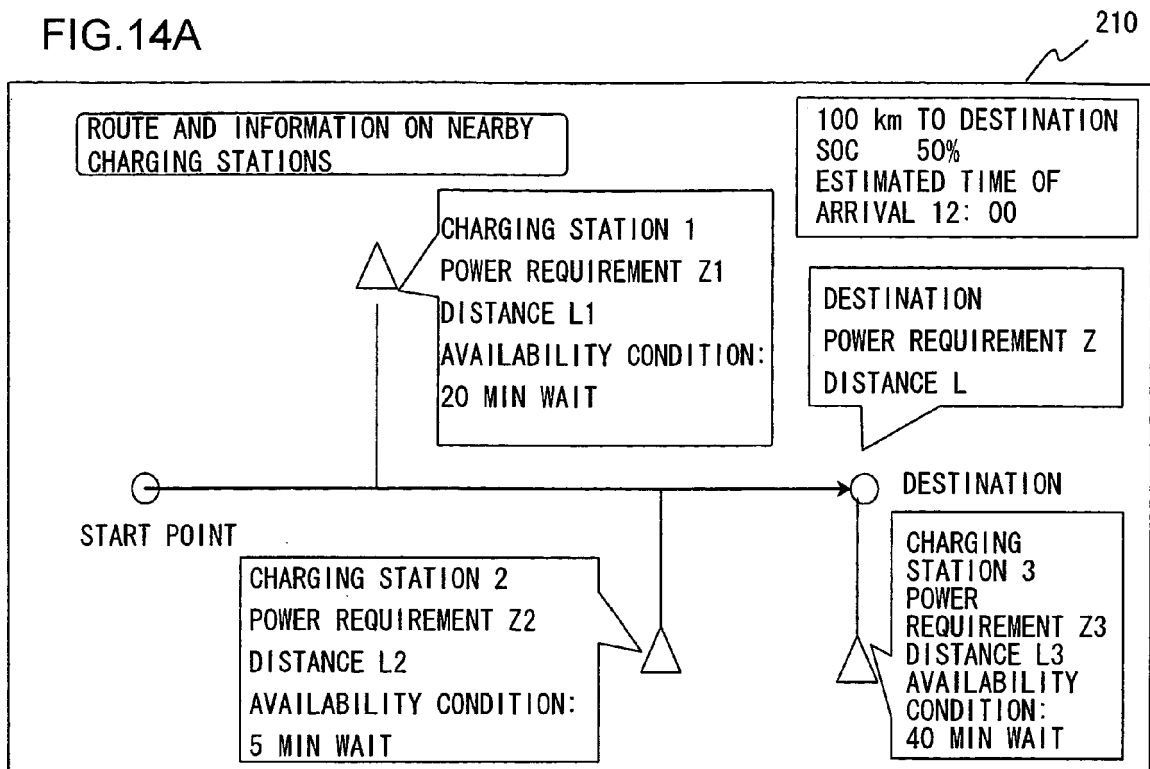 FIG.14A
210
ROUTE AND INFORMATION ON NEARBY
CHARGING STATIONS
100 km TO DESTINATION
SOC 50%
ESTIMATED TIME OF
ARRIVAL 12: 00
CHARGING STATION 1
POWER REQUIREMENT Z1
DISTANCE L1
AVAILABILITY CONDITION:
20 MIN WAIT
DESTINATION
POWER REQUIREMENT Z
DISTANCE L
START POINT
DESTINATION
CHARGING STATION 2
POWER REQUIREMENT Z2
DISTANCE L2
AVAILABILITY CONDITION:
5 MIN WAIT
CHARGING
STATION 3
POWER
REQUIREMENT Z3
DISTANCE L3
AVAILABILITY
CONDITION:
40 MIN WAIT